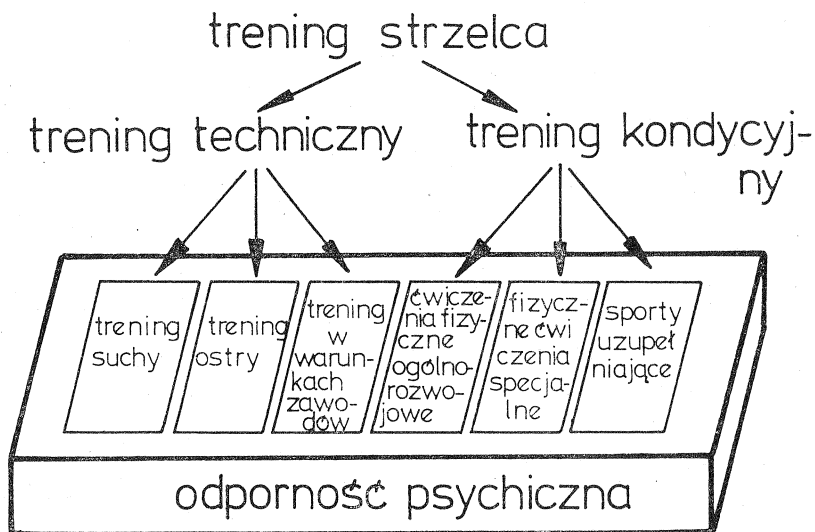 trening strzelca
trening techniczny
trening kondycyj-
ny
trening
suchy
trening
ostry
trening
w
warun-
kach
zawo-
dów
ćwicze-
nia fizy-
czne
ogólno-
rozwo-
jowe
fizycz-
ne ćwi
czenia
specja-
lne
sporty
uzupeł
niające
odporność psychiczna